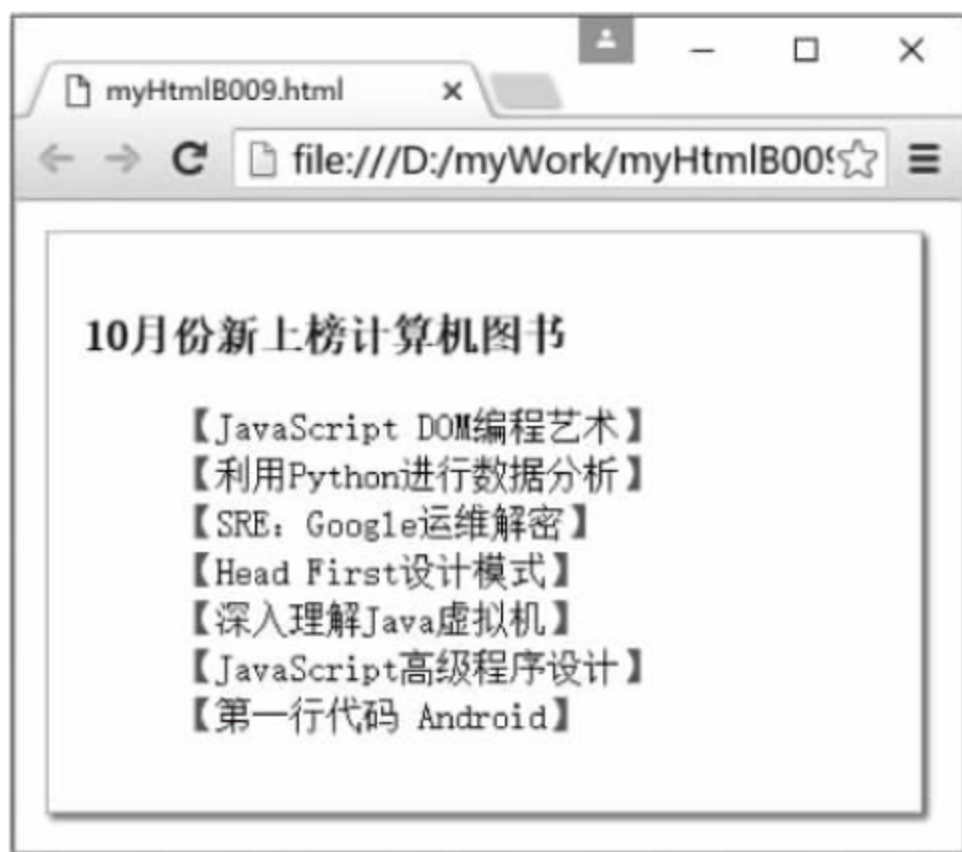 myHtmlB009.html
file:///D:/myWork/myHtmlB009
10月份新上榜计算机图书
【JavaScript DOM编程艺术】
【利用Python进行数据分析】
【SRE：Google运维解密】
【Head First设计模式】
【深入理解Java虚拟机】
【JavaScript高级程序设计】
【第一行代码 Android】